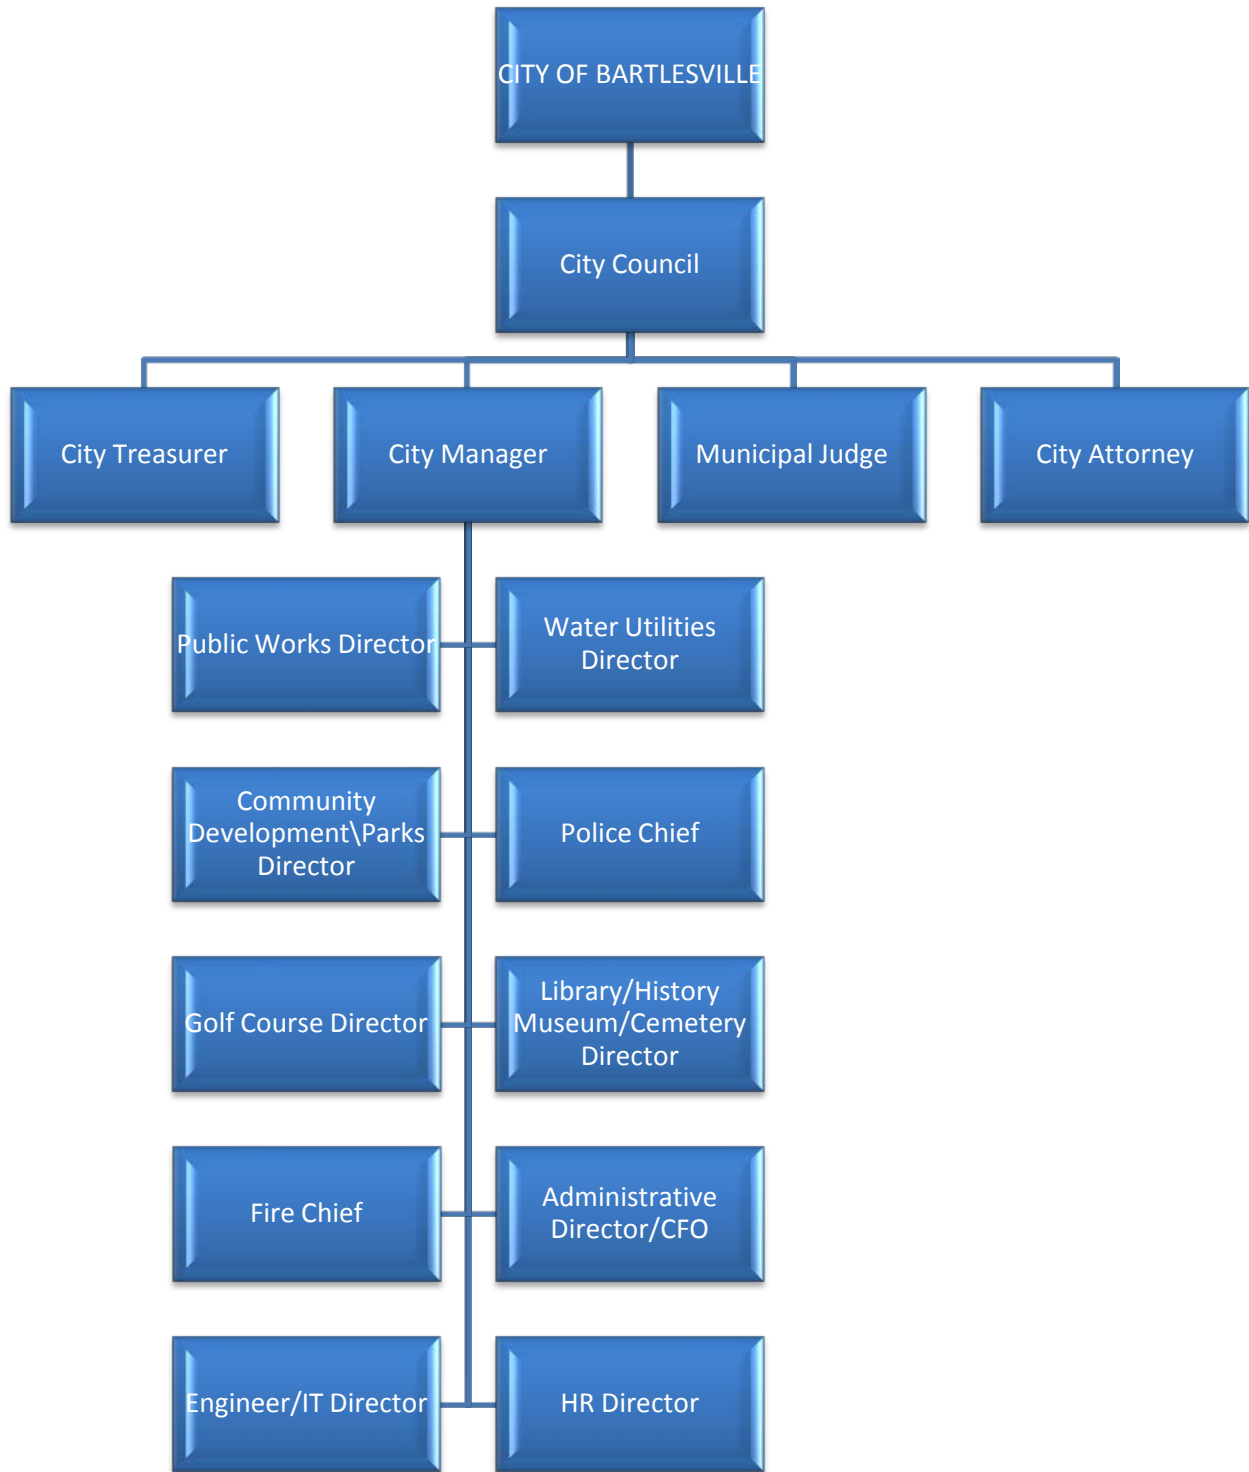 CITY OF BARTLESVILLE
City Council
City Treasurer
City Manager
Municipal Judge
City Attorney
Public Works Director
Water Utilities
Director
Community
Development\Parks
Director
Police Chief
Golf Course Director
Library/History
Museum/Cemetery
Director
Fire Chief
Administrative
Director/CFO
Engineer/IT Director
HR Director